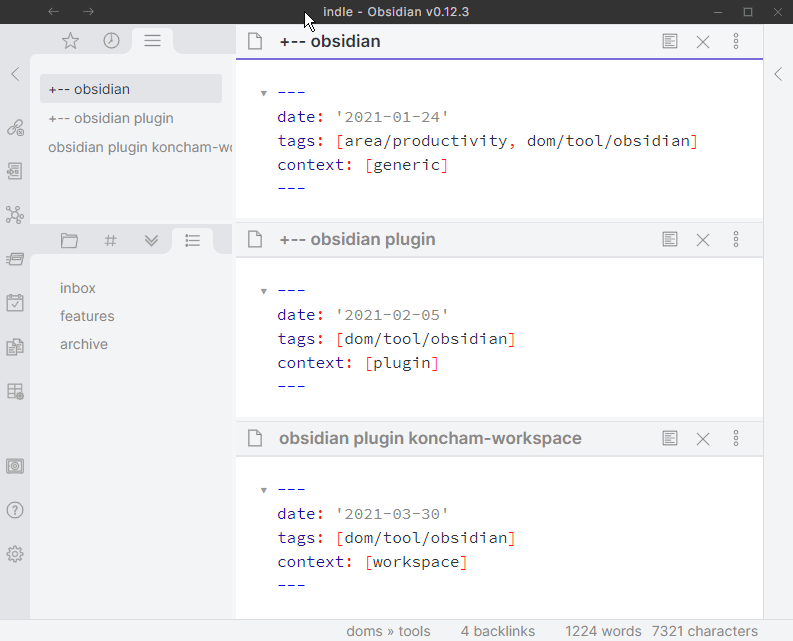 indle - Obsidian v0.12.3
+-- obsidian
+-- obsidian plugin
obsidian plugin koncham-wo
inbox
features
archive
+-- obsidian
---
date: '2021-01-24'
tags: [area/productivity, dom/tool/obsidian]
context: [generic]
---
+-- obsidian plugin
---
date: '2021-02-05'
tags: [dom/tool/obsidian]
context: [plugin]
---
obsidian plugin koncham-workspace
---
date: '2021-03-30'
tags: [dom/tool/obsidian]
context: [workspace]
---
doms » tools 4 backlinks 1224 words 7321 characters